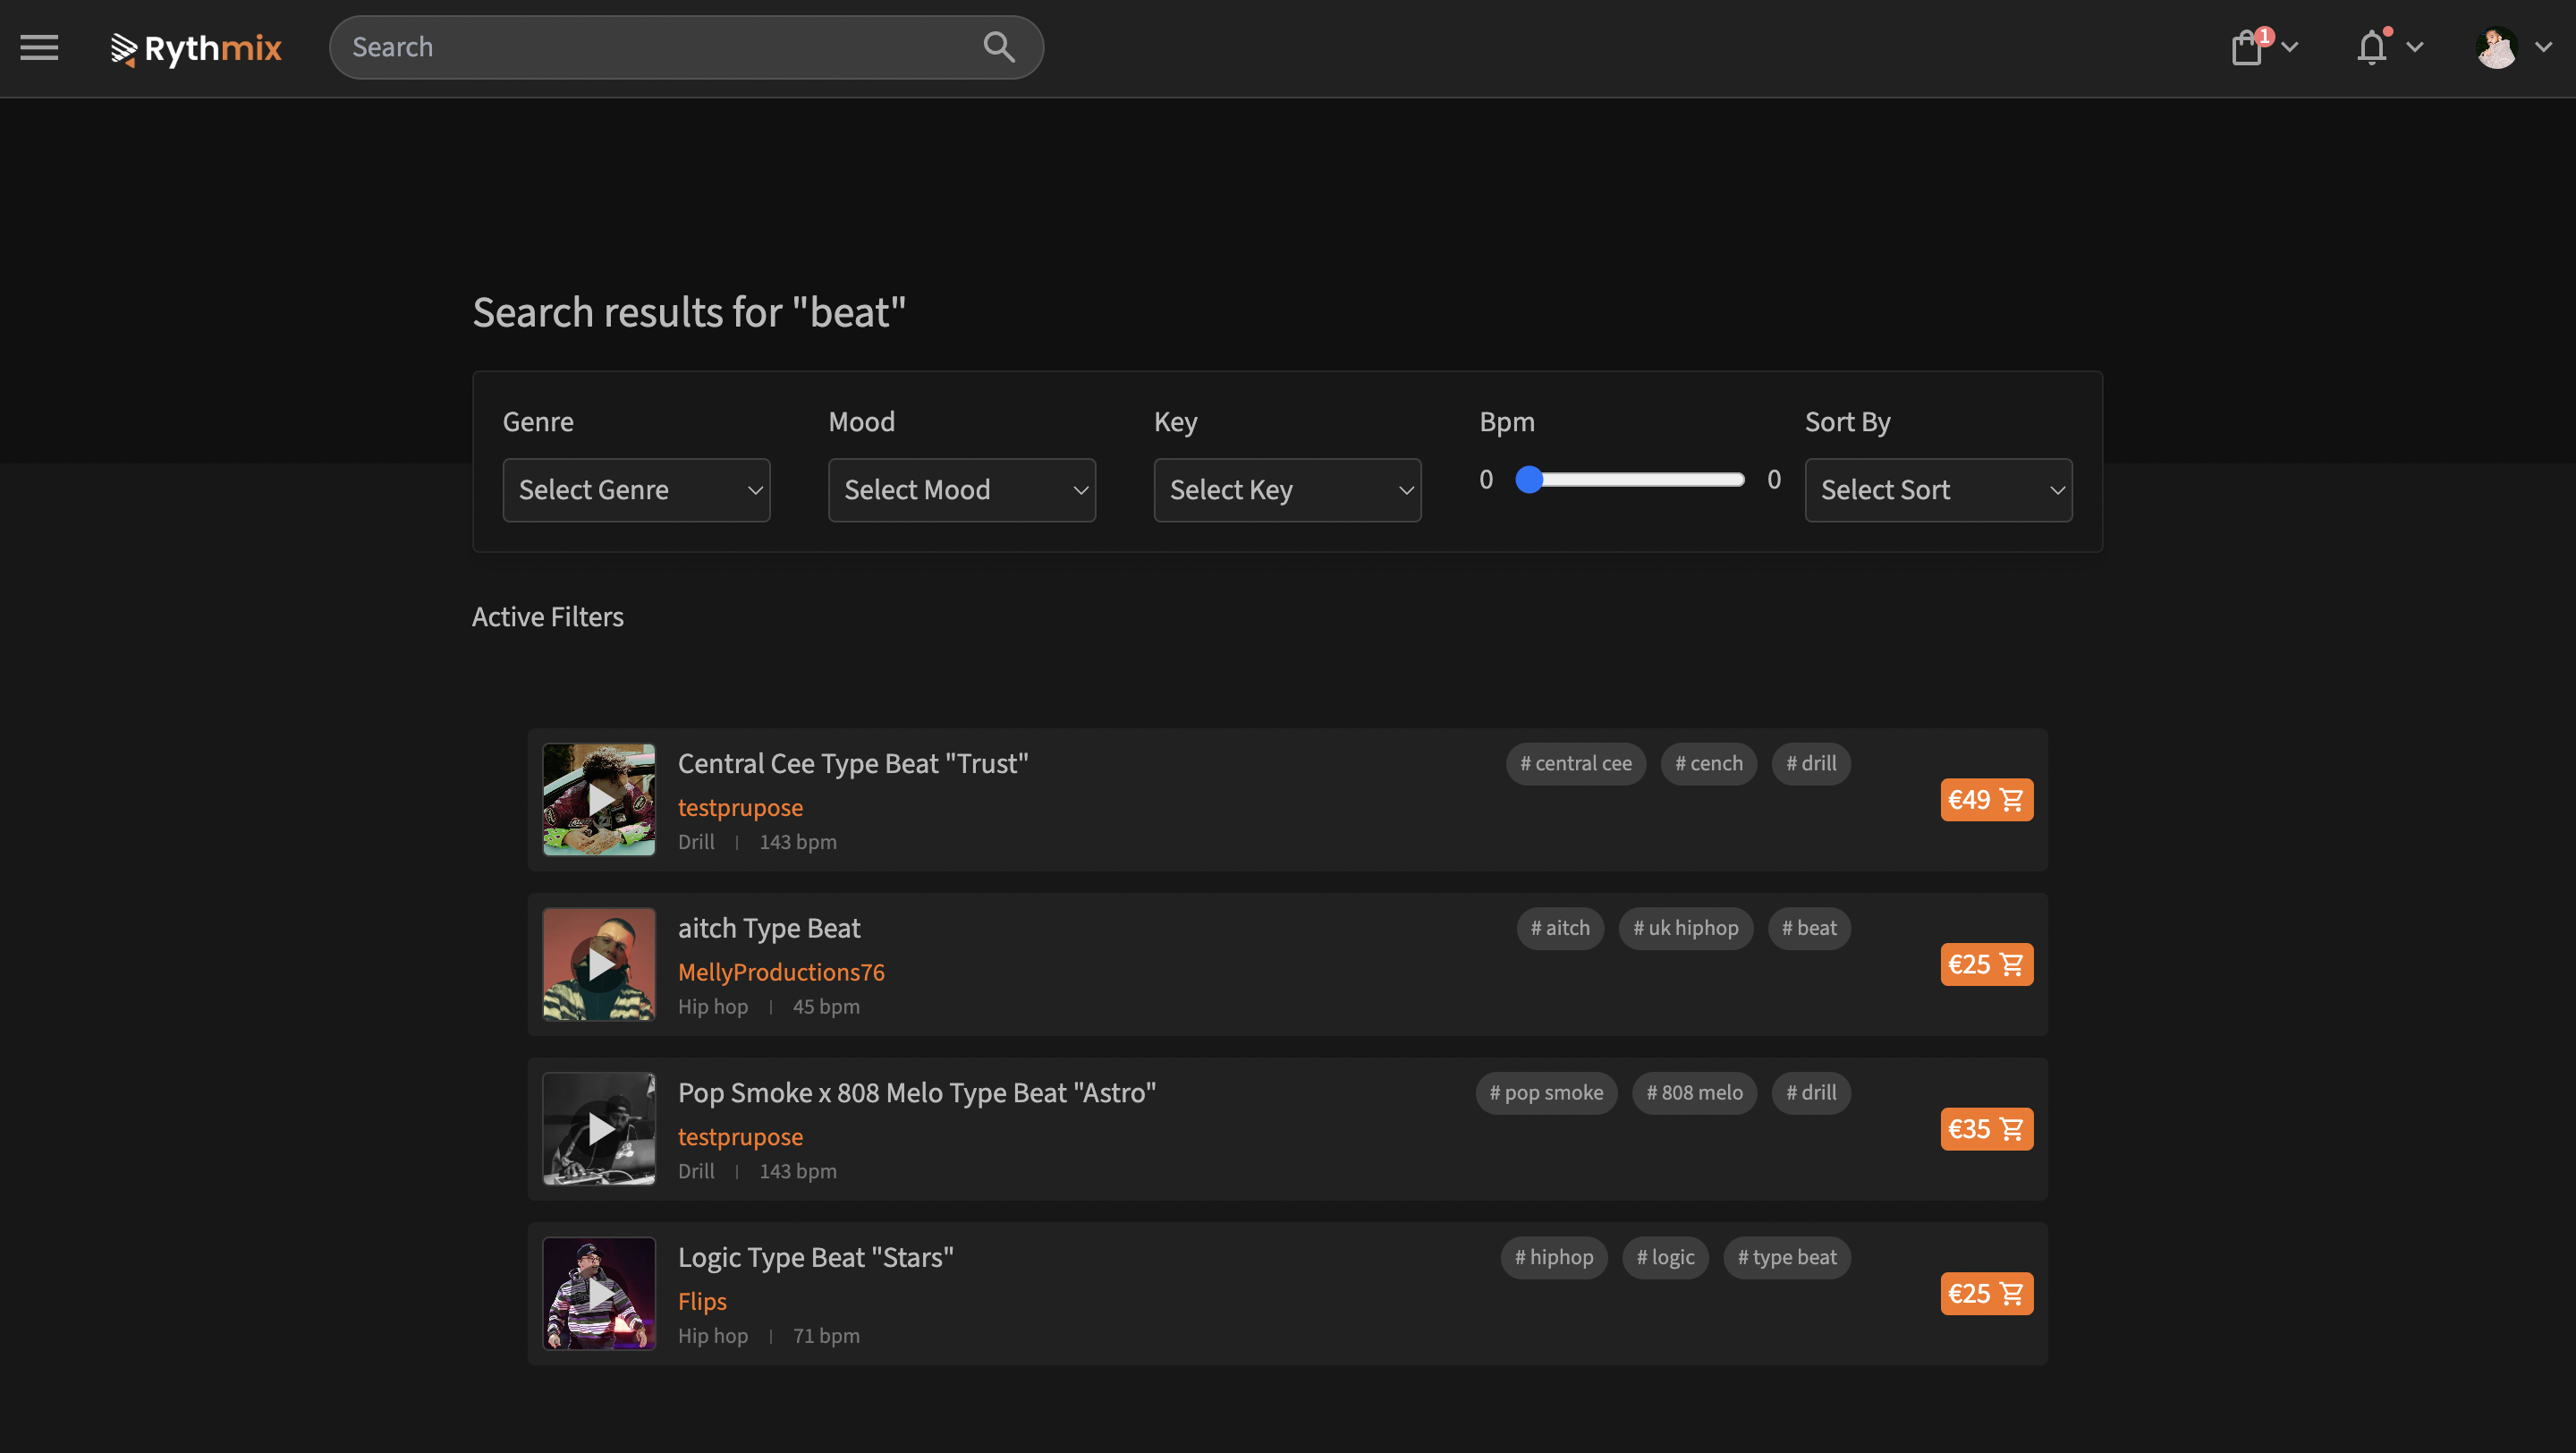 Rythmix
Search
1
Search results for "beat"
Genre
Mood
Key
Bpm
Sort By
Select Genre
Select Mood
Select Key
0
0
Select Sort
Active Filters
Central Cee Type Beat "Trust"
# central cee
# cench
# drill
testprupose
€49
Drill | 143 bpm
aitch Type Beat
# aitch
# uk hiphop
# beat
MellyProductions76
€25
Hip hop | 45 bpm
Pop Smoke x 808 Melo Type Beat "Astro"
# pop smoke
# 808 melo
# drill
testprupose
€35
Drill | 143 bpm
Logic Type Beat "Stars"
# hiphop
# logic
# type beat
Flips
€25
Hip hop | 71 bpm